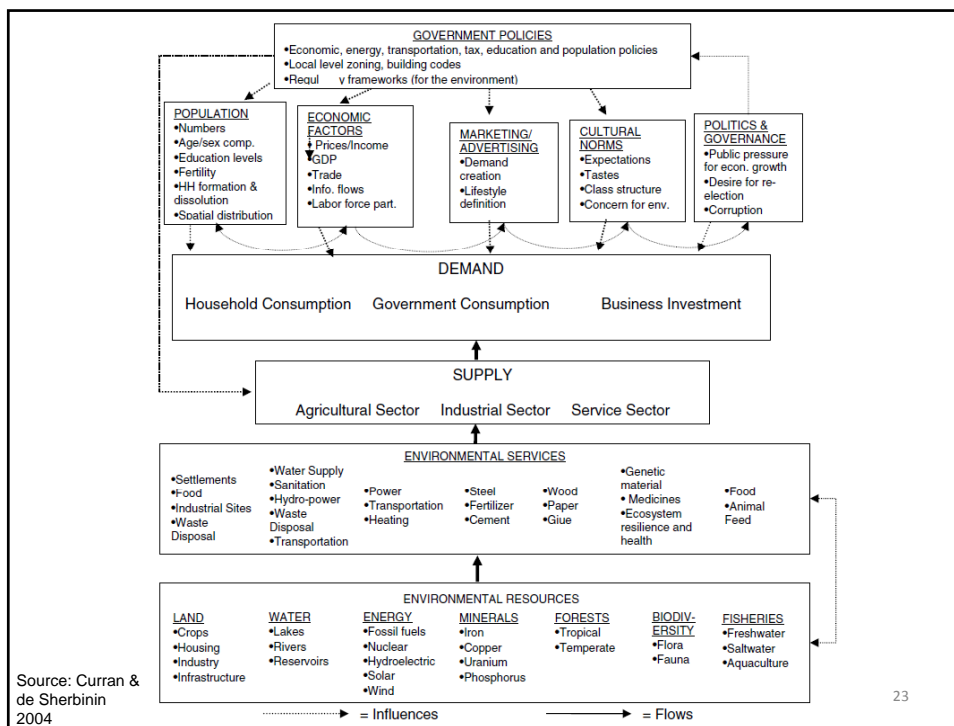 GOVERNMENT POLICIES
•Economic, energy, transportation, tax, education and population policies
•Local level zoning, building codes
•Regul y frameworks (for the environment)
POPULATION
•Numbers
•Age/sex comp.
•Education levels
•Fertility
•HH formation &
dissolution
•Spatial distribution
ECONOMIC
FACTORS
•Prices/Income
•GDP
•Trade
•Info. flows
•Labor force part.
MARKETING/
ADVERTISING
•Demand
creation
•Lifestyle
definition
CULTURAL
NORMS
•Expectations
•Tastes
•Class structure
•Concern for env.
POLITICS &
GOVERNANCE
•Public pressure
for econ. growth
•Desire for re-
election
•Corruption
DEMAND
Household Consumption Government Consumption Business Investment
SUPPLY
Agricultural Sector Industrial Sector Service Sector
ENVIRONMENTAL SERVICES
•Settlements
•Food
•Industrial Sites
•Waste
Disposal
•Water Supply
•Sanitation
•Hydro-power
•Waste
Disposal
•Transportation
•Power
•Transportation
•Heating
•Steel
•Fertilizer
•Cement
•Wood
•Paper
•Glue
•Genetic
material
• Medicines
•Ecosystem
resilience and
health
•Food
•Animal
Feed
ENVIRONMENTAL RESOURCES
LAND
•Crops
•Housing
•Industry
•Infrastructure
WATER
•Lakes
•Rivers
•Reservoirs
ENERGY
•Fossil fuels
•Nuclear
•Hydroelectric
•Solar
•Wind
MINERALS
•Iron
•Copper
•Uranium
•Phosphorus
FORESTS
•Tropical
•Temperate
BIODIV-
ERSITY
•Flora
•Fauna
FISHERIES
•Freshwater
•Saltwater
•Aquaculture
Source: Curran &
de Sherbinin
2004
= Influences
= Flows
23